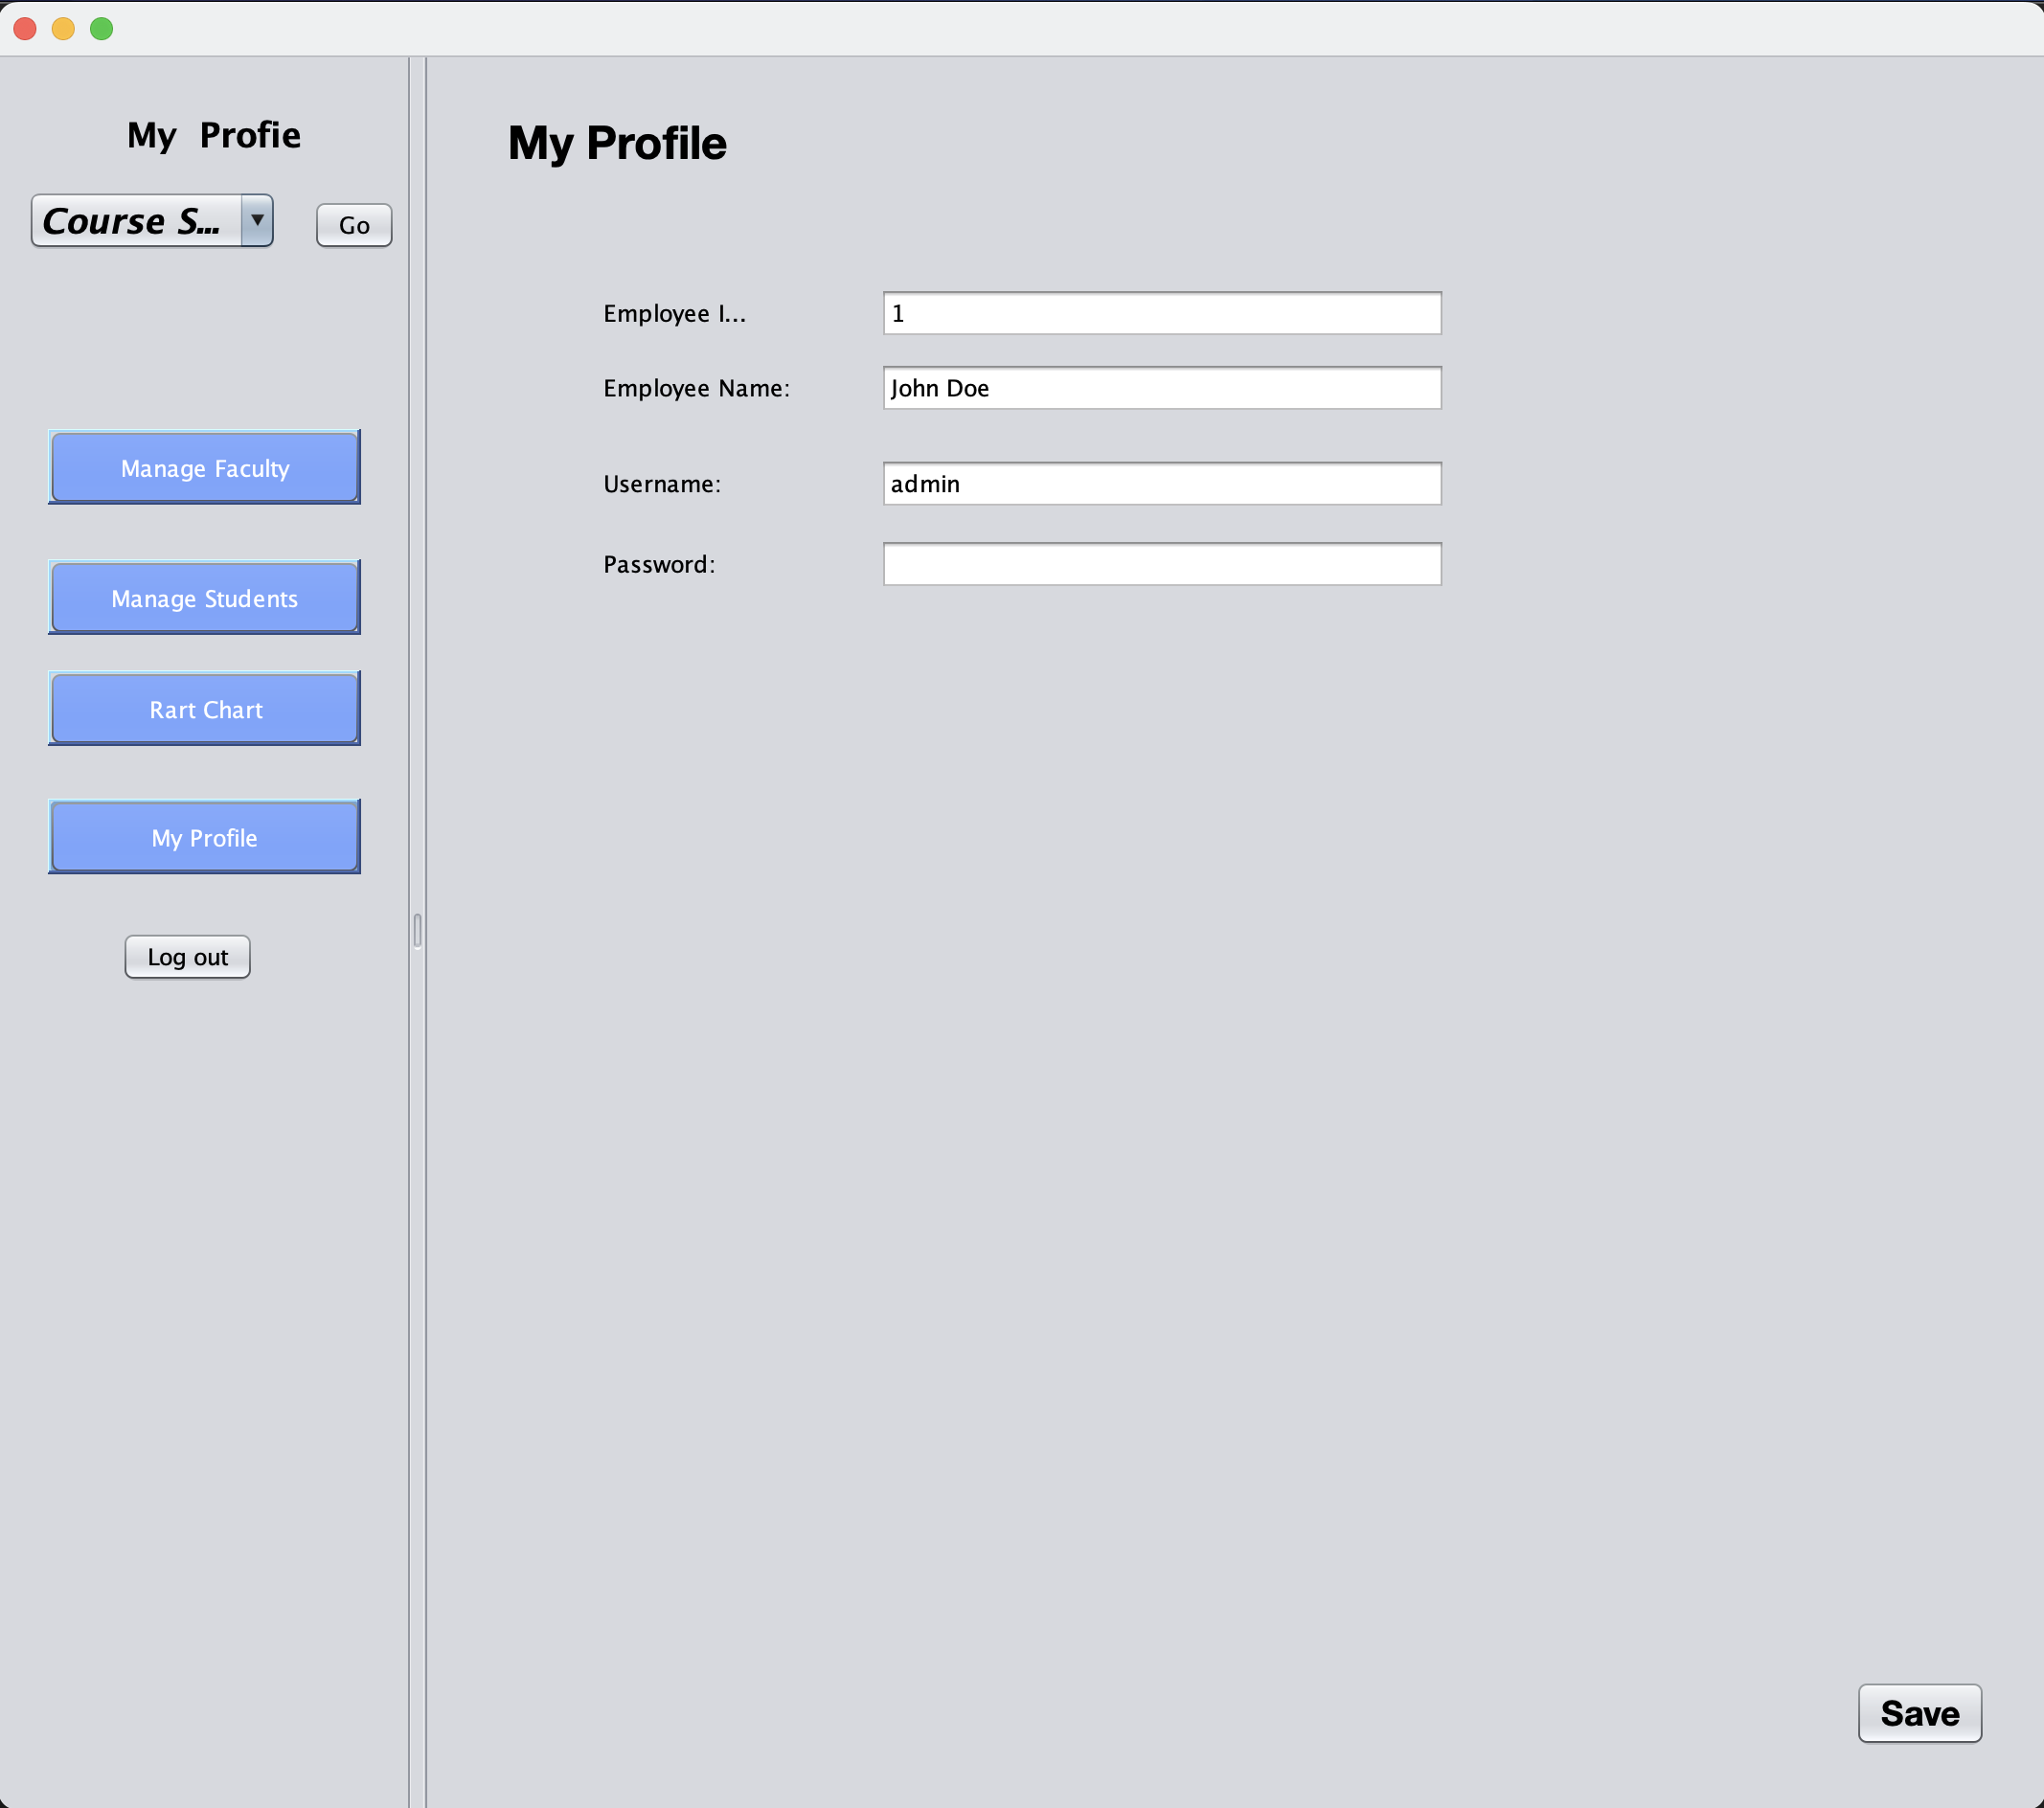 My Profie
Course S...
Go
Manage Faculty
Manage Students
Rart Chart
My Profile
Log out
My Profile
Employee I...
1
Employee Name:
John Doe
Username:
admin
Password:
Save